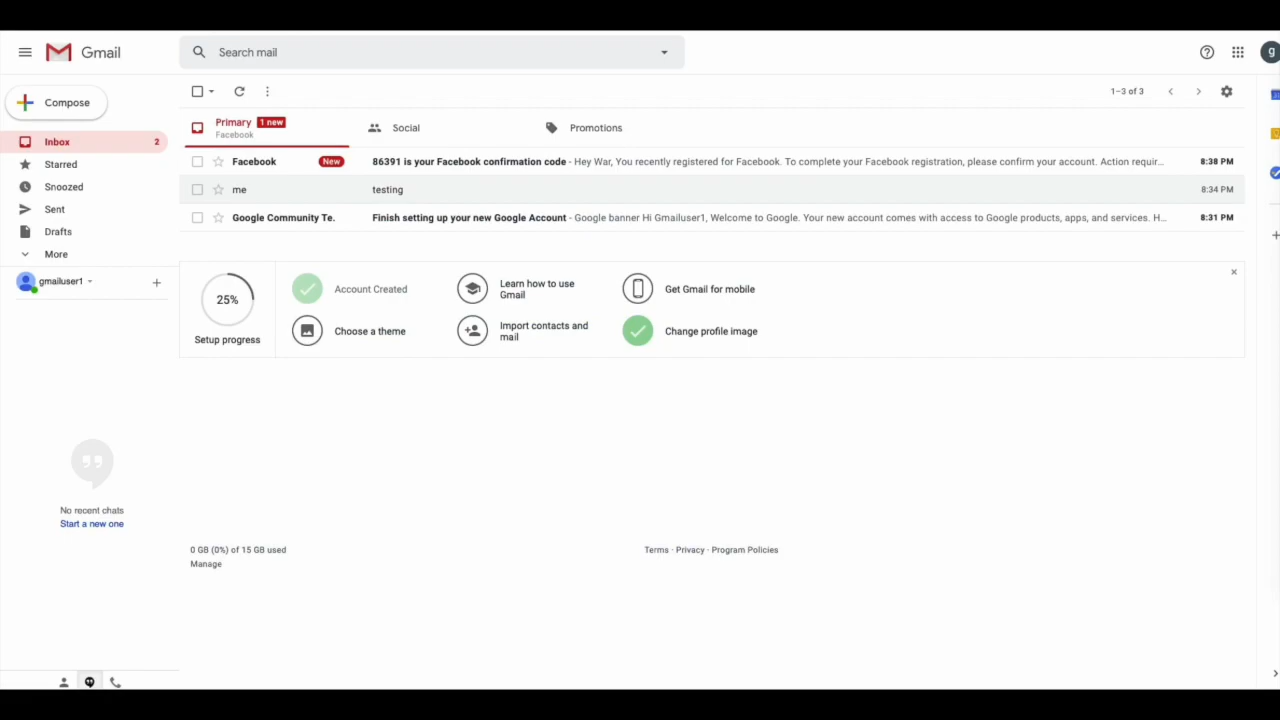 Gmail
Search mail
g
Compose
1–3 of 3
Primary 1 new
Facebook
Social
Promotions
Inbox 2
Starred
Snoozed
Sent
Drafts
More
gmailuser1
Facebook New 86391 is your Facebook confirmation code - Hey War, You recently registered for Facebook. To complete your Facebook registration, please confirm your account. Action requir... 8:38 PM
me testing 8:34 PM
Google Community Te. Finish setting up your new Google Account - Google banner Hi Gmailuser1, Welcome to Google. Your new account comes with access to Google products, apps, and services. H... 8:31 PM
25%
Setup progress
Account Created
Learn how to use
Gmail
Get Gmail for mobile
Choose a theme
Import contacts and
mail
Change profile image
No recent chats
Start a new one
0 GB (0%) of 15 GB used
Manage
Terms · Privacy · Program Policies